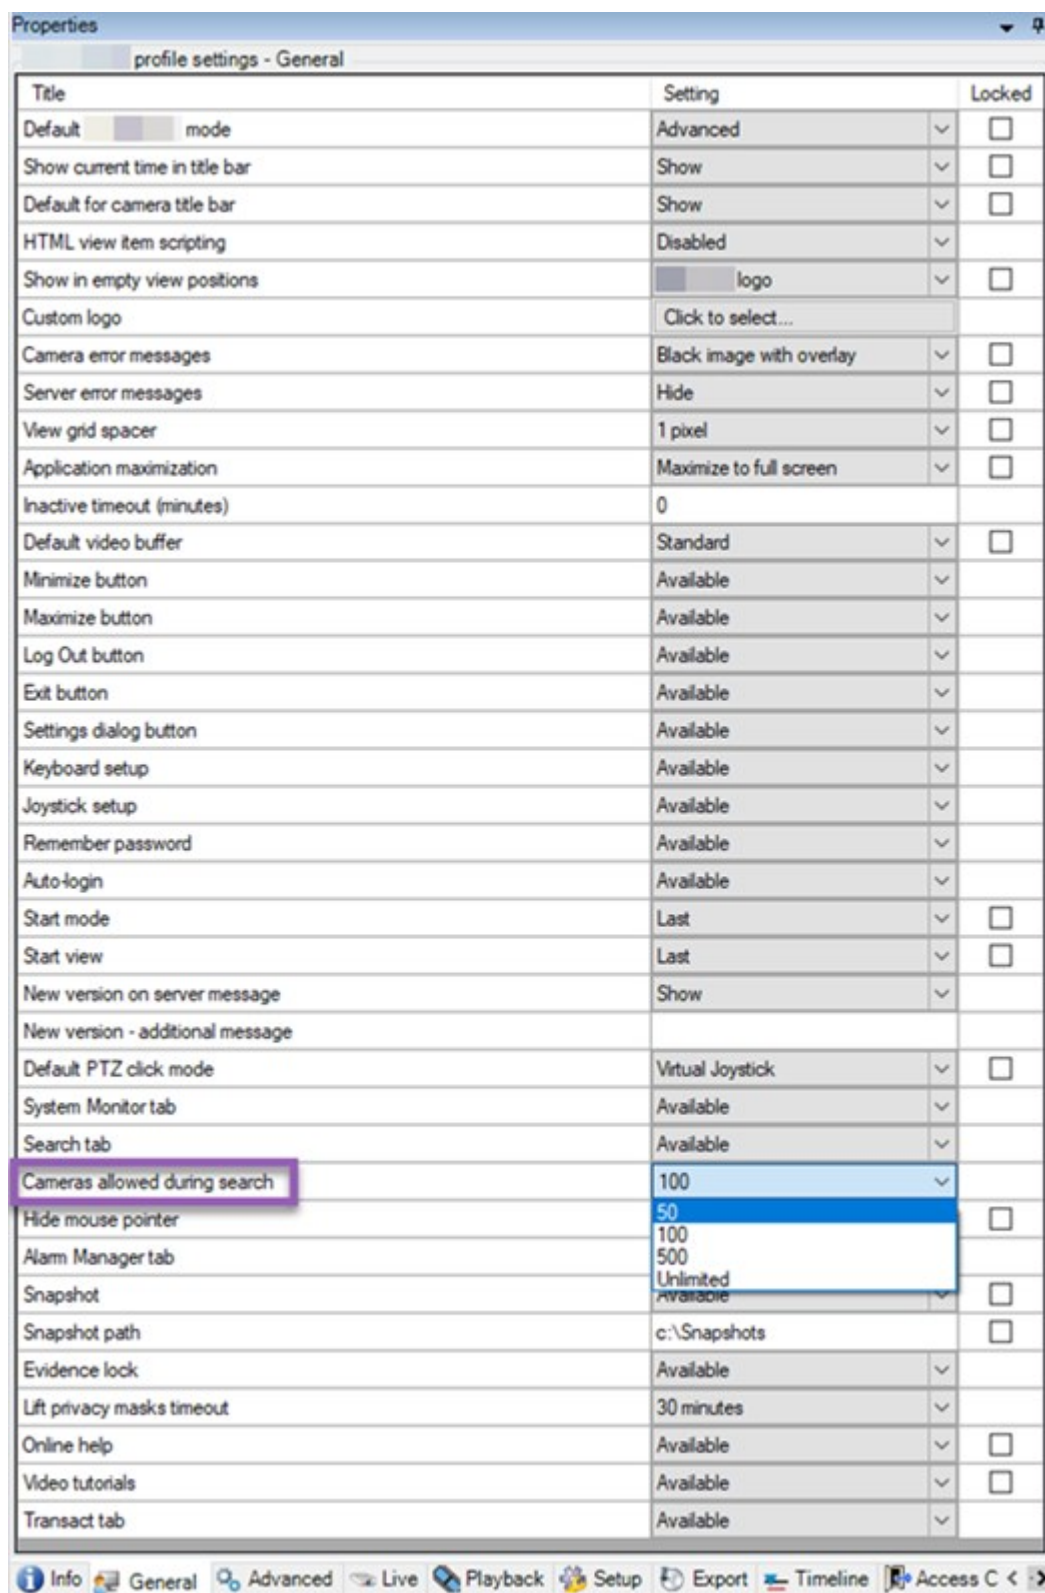 Properties
profile settings - General
Title Setting Locked
Default mode Advanced
Show current time in title bar Show
Default for camera title bar Show
HTML view item scripting Disabled
Show in empty view positions logo
Custom logo Click to select...
Camera error messages Black image with overlay
Server error messages Hide
View grid spacer 1 pixel
Application maximization Maximize to full screen
Inactive timeout (minutes) 0
Default video buffer Standard
Minimize button Available
Maximize button Available
Log Out button Available
Exit button Available
Settings dialog button Available
Keyboard setup Available
Joystick setup Available
Remember password Available
Auto-login Available
Start mode Last
Start view Last
New version on server message Show
New version - additional message
Default PTZ click mode Virtual Joystick
System Monitor tab Available
Search tab Available
Cameras allowed during search 100
50
Hide mouse pointer
100
Alarm Manager tab 500
Unlimited
Snapshot Available
Snapshot path c:\Snapshots
Evidence lock Available
Lift privacy masks timeout 30 minutes
Online help Available
Video tutorials Available
Transact tab Available
Info General Advanced Live Playback Setup Export Timeline Access C